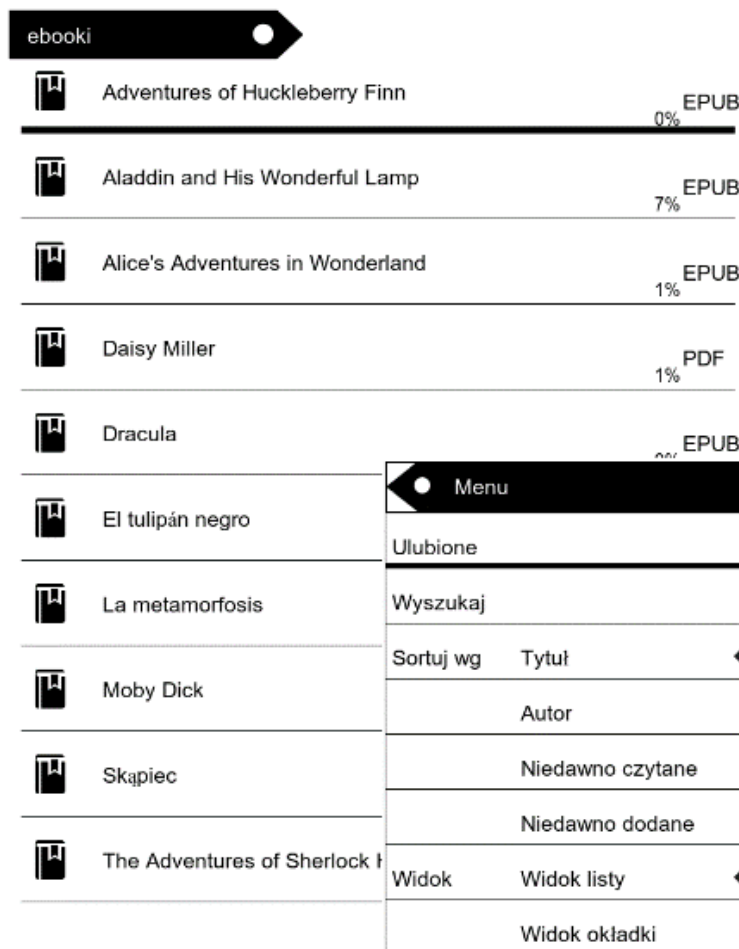 ebooki
Adventures of Huckleberry Finn
0% EPUB
Aladdin and His Wonderful Lamp
7% EPUB
Alice's Adventures in Wonderland
1% EPUB
Daisy Miller
1% PDF
Dracula
EPUB
El tulipán negro
La metamorfosis
Moby Dick
Skąpiec
The Adventures of Sherlock
Menu
Ulubione
Wyszukaj
Sortuj wg Tytuł
Autor
Niedawno czytane
Niedawno dodane
Widok Widok listy
Widok okładki